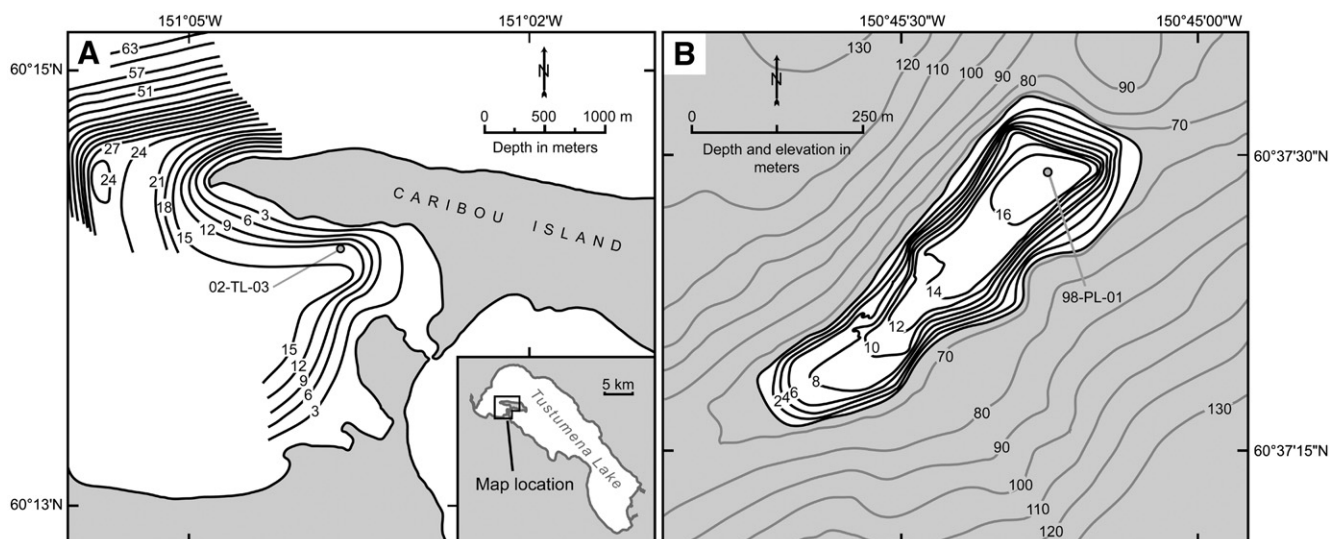 151°05'W
151°02'W
A
63
60°15'N
57
51
N
0 500 1000 m
Depth in meters
27
24
24
21
18
15
12
9
6
3
CARIBOU ISLAND
02-TL-03
15
12
9
6
3
5 km
Tustumena Lake
Map location
60°13'N
150°45'30"W
150°45'00"W
B
130
120
110
100
90
80
90
70
N
0 250 m
Depth and elevation in
meters
60°37'30"N
16
98-PL-01
14
12
10
8
2
4
6
70
80
90
100
110
120
130
60°37'15"N